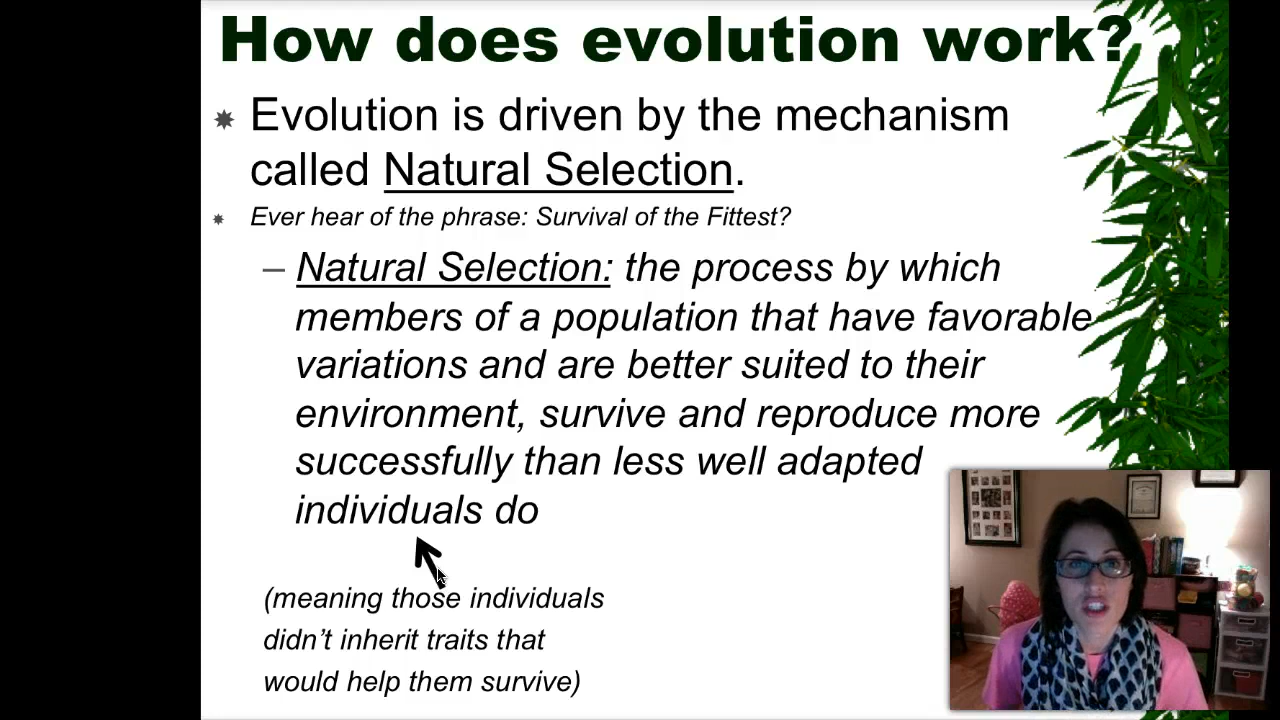 How does evolution work?
Evolution is driven by the mechanism
called Natural Selection.
Ever hear of the phrase: Survival of the Fittest?
– Natural Selection: the process by which
members of a population that have favorable
variations and are better suited to their
environment, survive and reproduce more
successfully than less well adapted
individuals do
(meaning those individuals
didn’t inherit traits that
would help them survive)